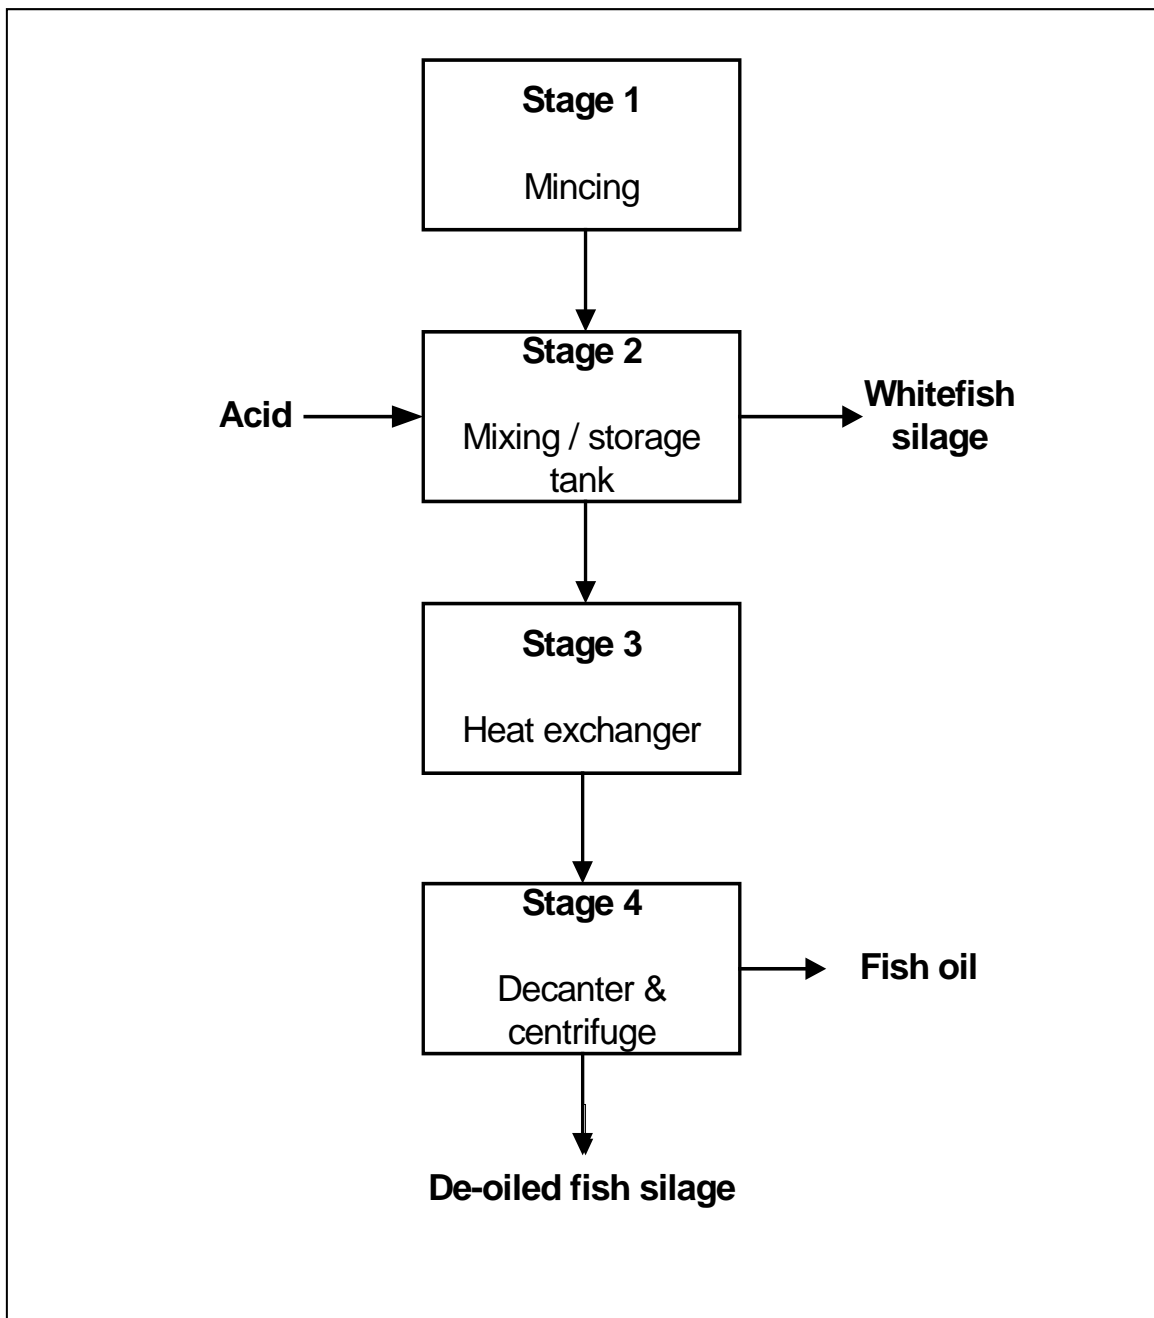 Stage 1
Mincing
Stage 2
Acid
Mixing / storage
tank
Whitefish
silage
Stage 3
Heat exchanger
Stage 4
Decanter &
centrifuge
Fish oil
De-oiled fish silage